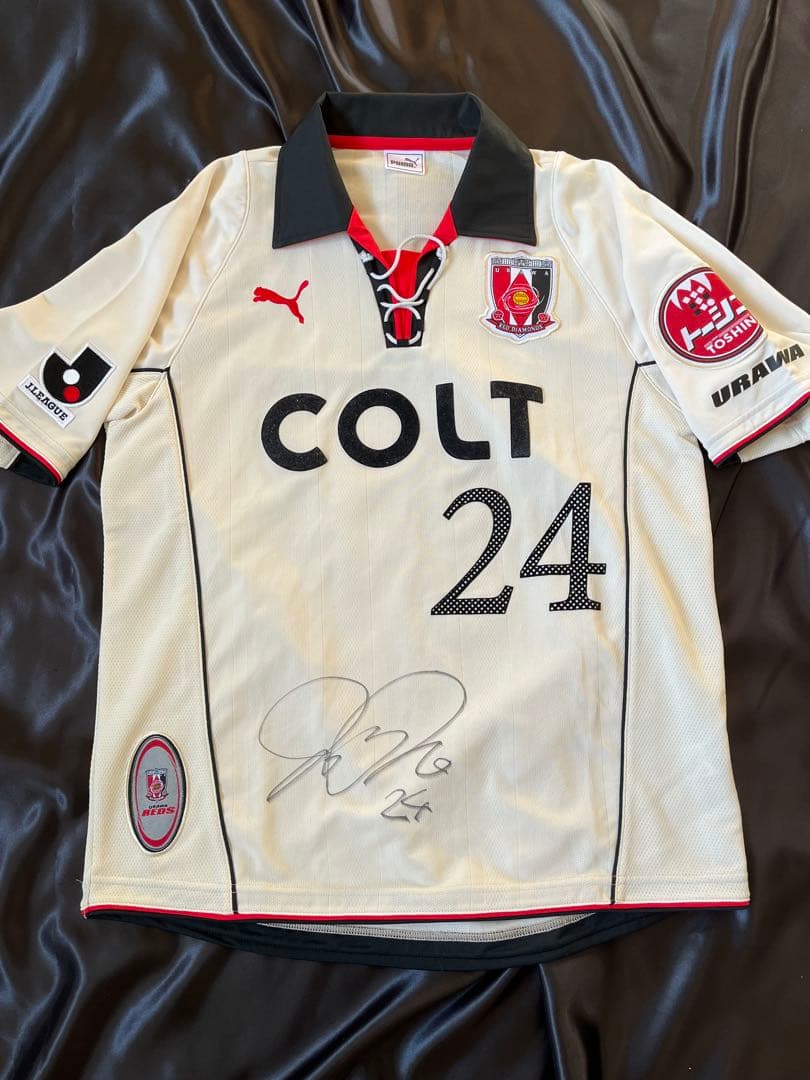 PUMA
URAWA
RED DIAMONDS
トーシン
TOSHIN
URAWA
J.LEAGUE
COLT
24
URAWA
REDS
24